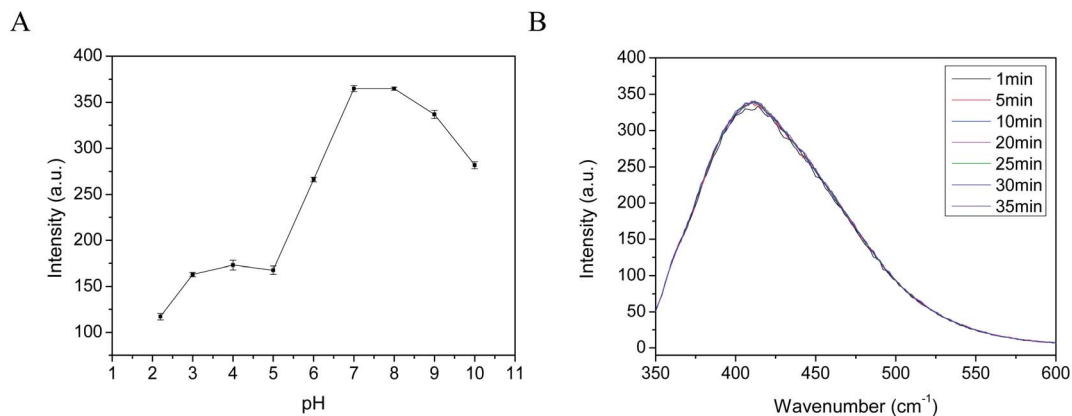 A
B
400
350
300
250
200
150
100
Intensity (a.u.)
1 2 3 4 5 6 7 8 9 10 11
pH
400
350
300
250
200
150
100
50
0
Intensity (a.u.)
1min
5min
10min
20min
25min
30min
35min
350 400 450 500 550 600
Wavenumber (cm⁻¹)